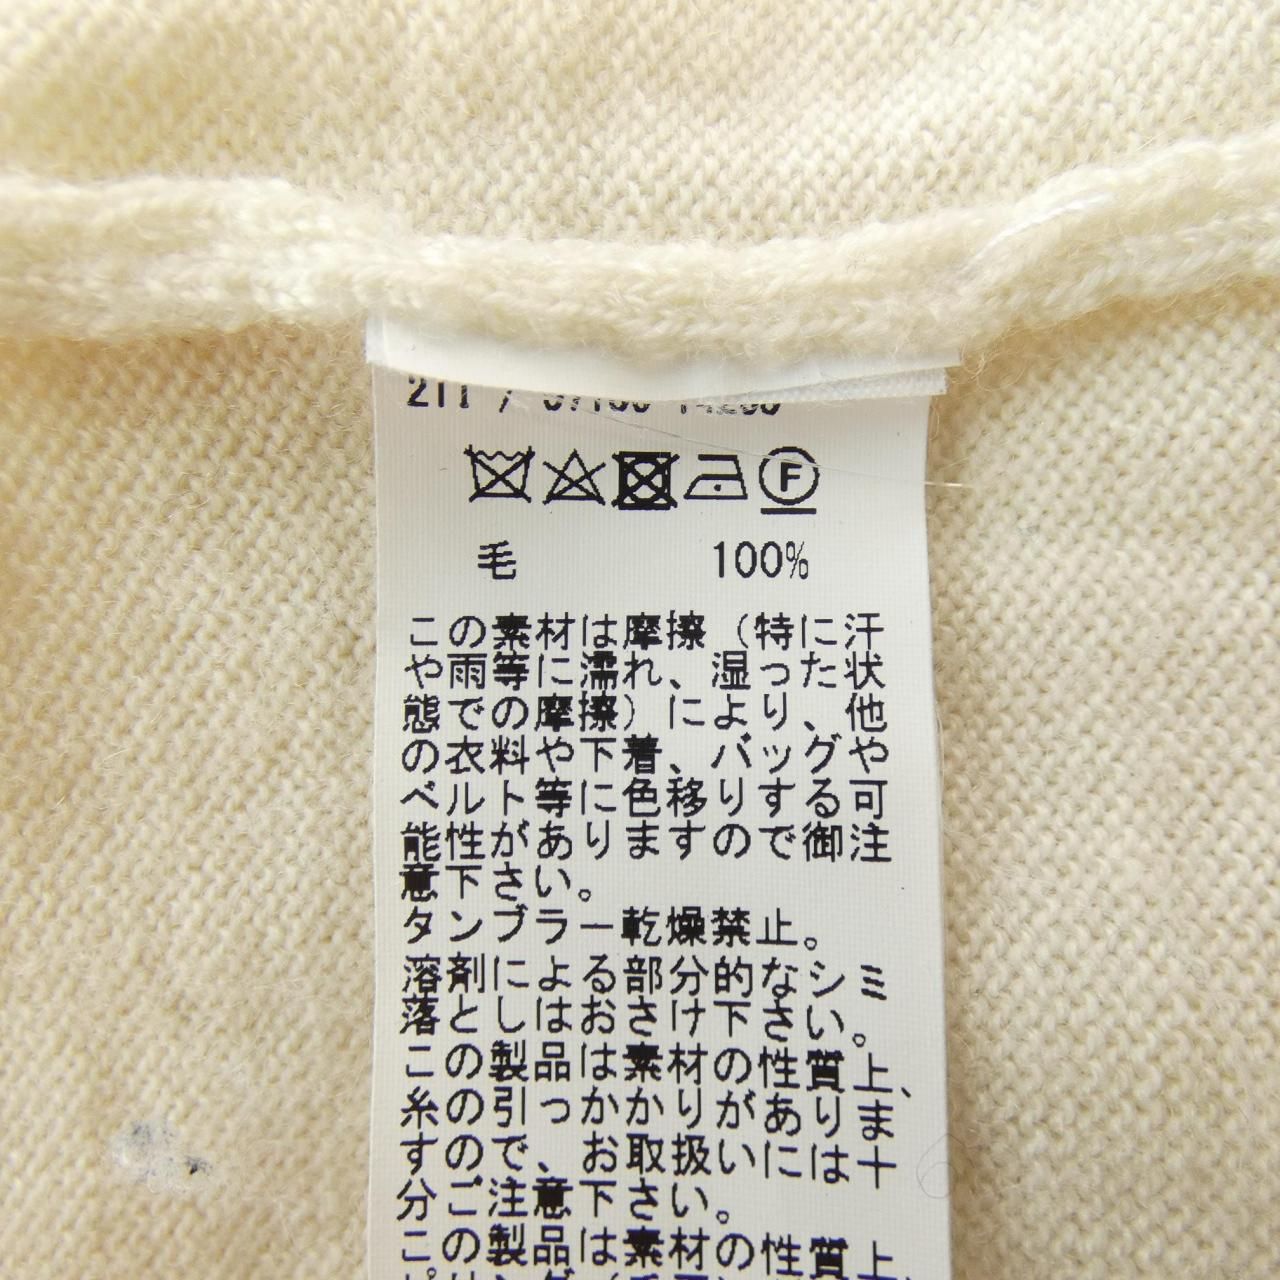 211 /
F
毛 100%
この素材は摩擦（特に汗
や雨等に濡れ、湿った状
態での摩擦）により、他
の衣料や下着、バッグや
ベルト等に色移りする可
能性がありますので御注
意下さい。
タンブラー乾燥禁止。
溶剤による部分的なシミ
落としはおさけ下さい。
この製品は素材の性質上、
糸の引っかかりがありま
すので、お取扱いには十
分ご注意下さい。
この製品は素材の性質上、